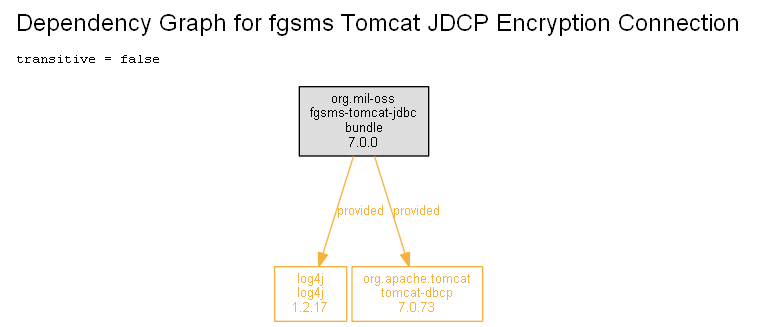 Dependency Graph for fgsms Tomcat JDCP Encryption Connection
transitive = false
org.mil-oss
fgsms-tomcat-jdbc
bundle
7.0.0
provided
provided
log4j
log4j
1.2.17
org.apache.tomcat
tomcat-dbcp
7.0.73